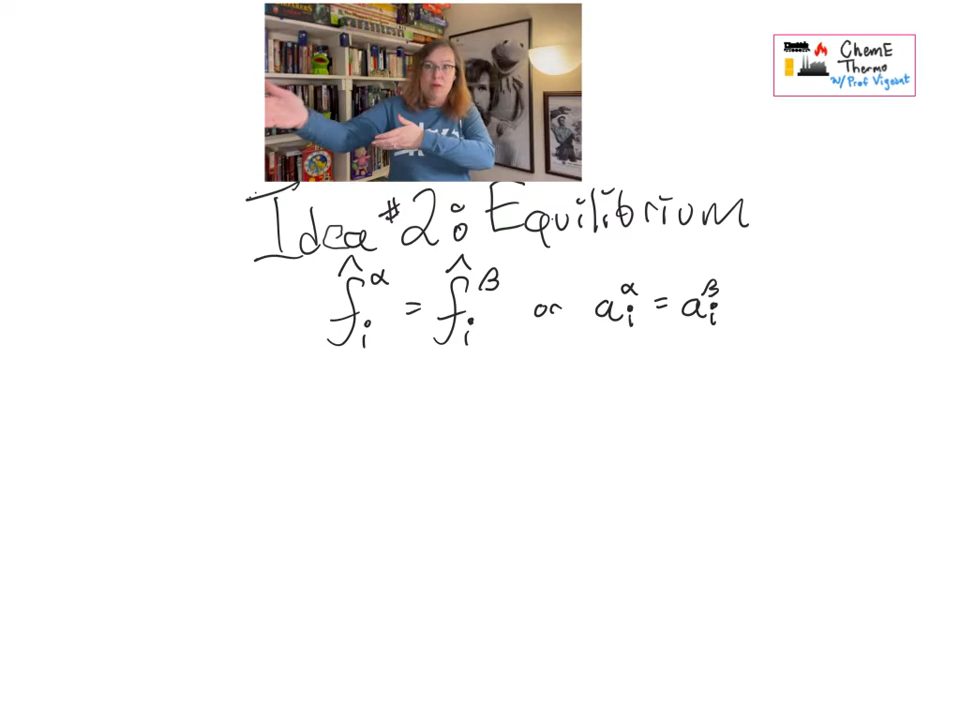 ChemE
Thermo
w/ Prof Vigeant
Idea #2: Equilibrium
f̂ᵢ^α = f̂ᵢ^β or aᵢ^α = aᵢ^β